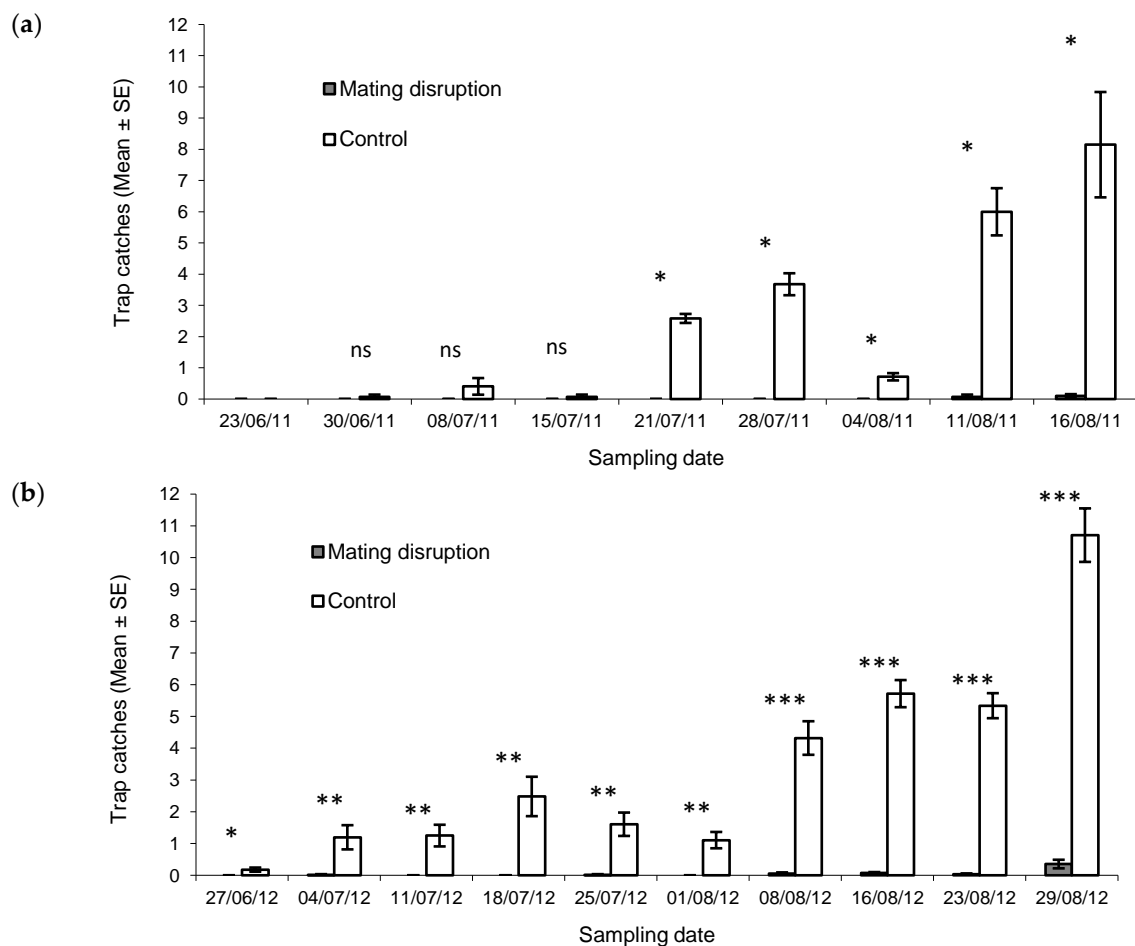 (a)
Trap catches (Mean ± SE)
12
11
10
9
8
7
6
5
4
3
2
1
0
Mating disruption
Control
ns
ns
ns
*
*
*
*
*
23/06/11 30/06/11 08/07/11 15/07/11 21/07/11 28/07/11 04/08/11 11/08/11 16/08/11
Sampling date
(b)
Trap catches (Mean ± SE)
12
11
10
9
8
7
6
5
4
3
2
1
0
Mating disruption
Control
*
**
**
**
**
**
***
***
***
***
27/06/12 04/07/12 11/07/12 18/07/12 25/07/12 01/08/12 08/08/12 16/08/12 23/08/12 29/08/12
Sampling date